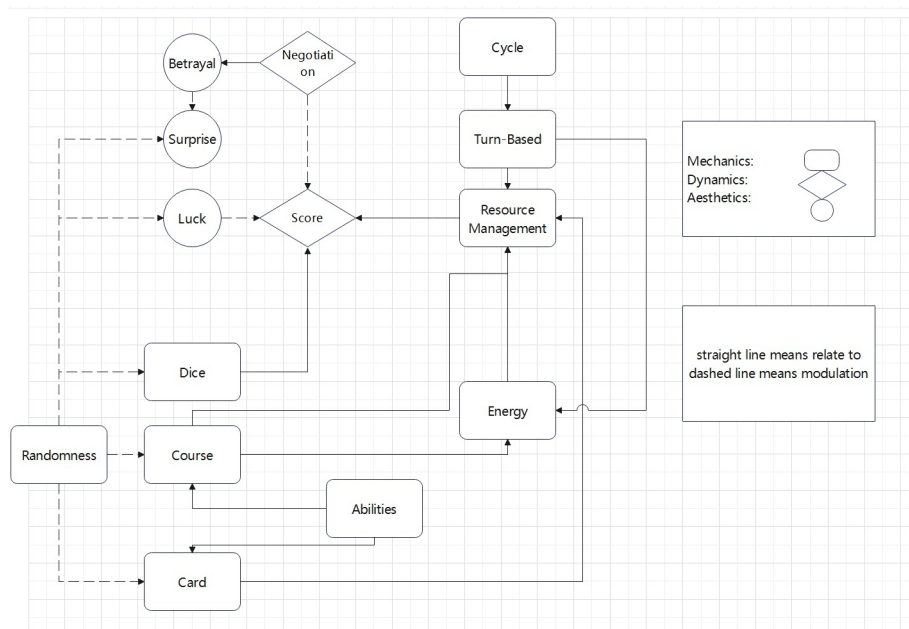 Cycle
Betrayal
Negotiati
on
Turn-Based
Surprise
Mechanics:
Dynamics:
Aesthetics:
Luck
Score
Resource
Management
straight line means relate to
dashed line means modulation
Dice
Energy
Randomness
Course
Abilities
Card